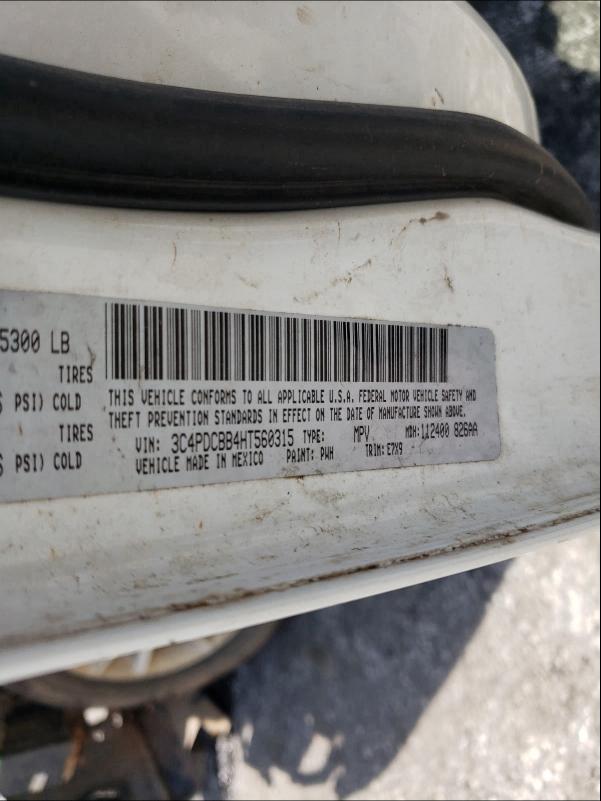 5300 LB
TIRES
PSI) COLD
TIRES
PSI) COLD
THIS VEHICLE CONFORMS TO ALL APPLICABLE U.S.A. FEDERAL MOTOR VEHICLE SAFETY AND
THEFT PREVENTION STANDARDS IN EFFECT ON THE DATE OF MANUFACTURE SHOWN ABOVE.
VIN: 3C4PDCBB4HT560315 TYPE: MPV MDH: 112400 826AA
VEHICLE MADE IN MEXICO PAINT: PWH TRIM: E7X9